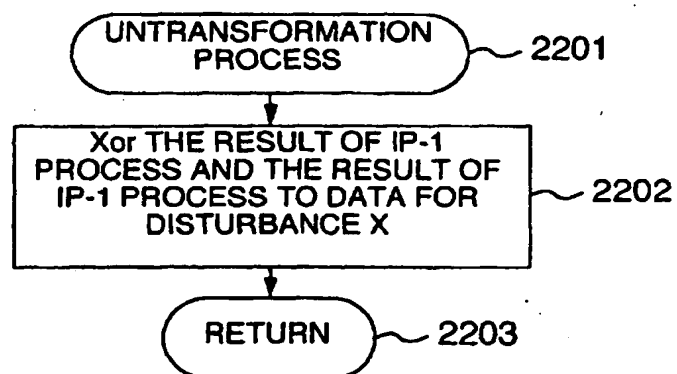 UNTRANSFORMATION
PROCESS
2201
Xor THE RESULT OF IP-1
PROCESS AND THE RESULT OF
IP-1 PROCESS TO DATA FOR
DISTURBANCE X
2202
RETURN
2203